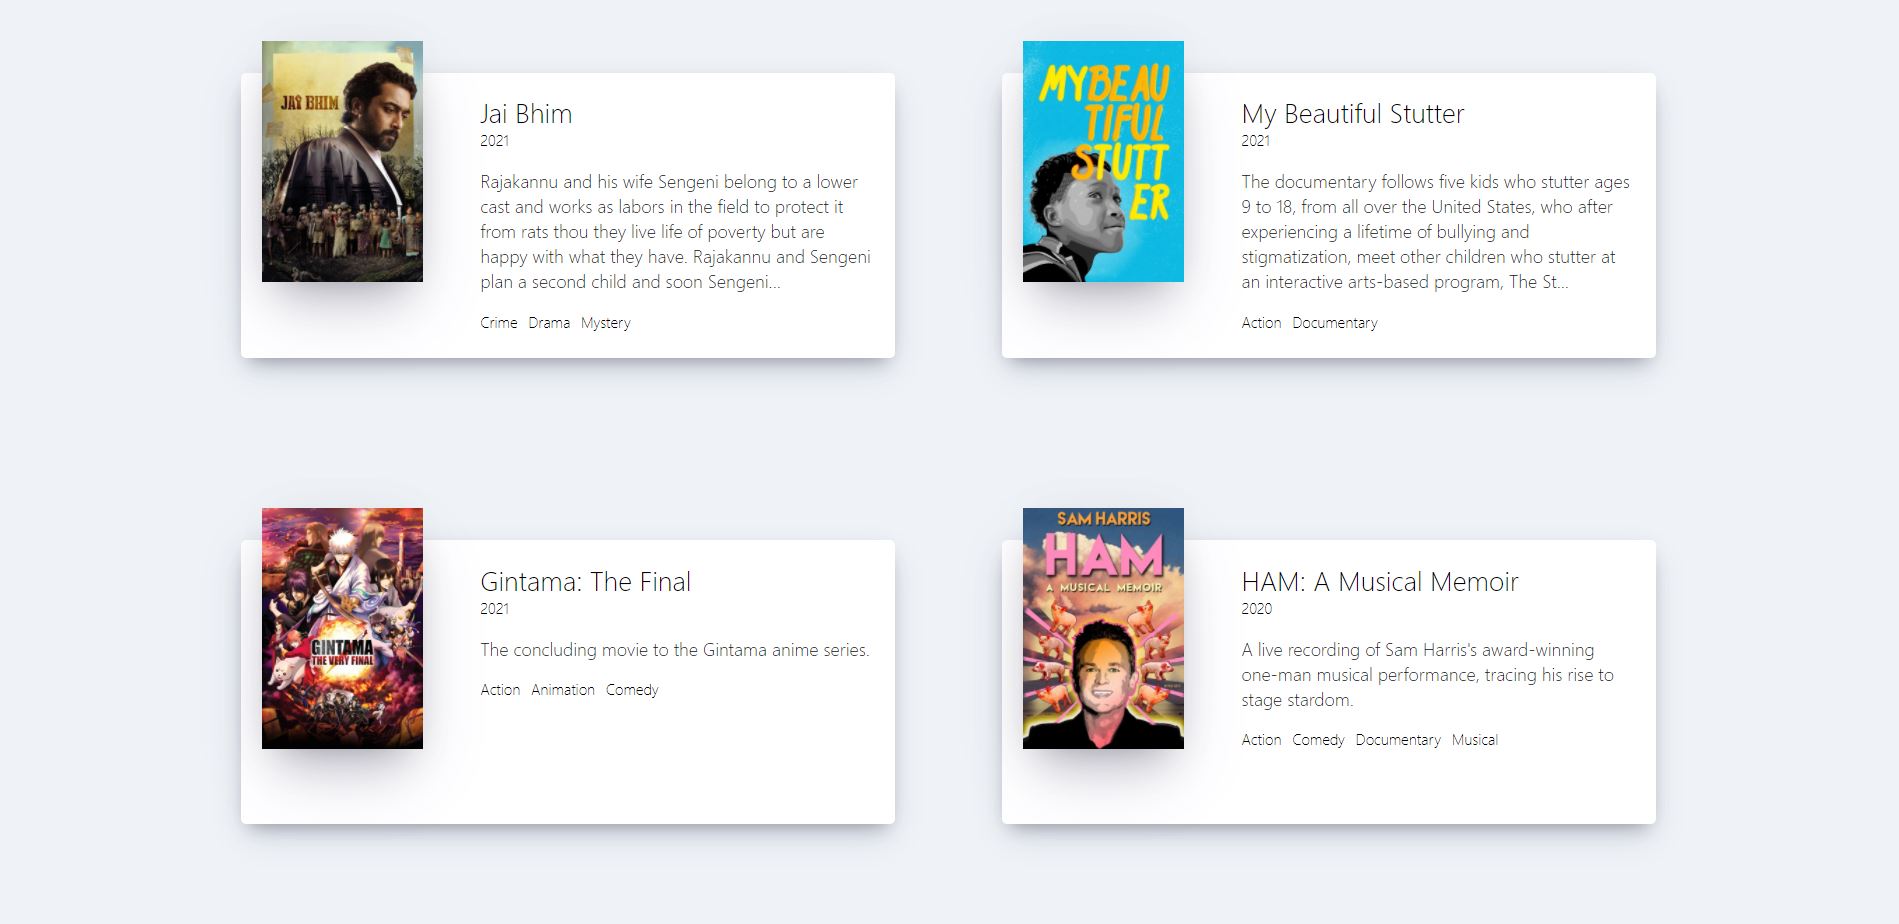 JAI BHIM
Jai Bhim
2021
Rajakannu and his wife Sengeni belong to a lower
cast and works as labors in the field to protect it
from rats thou they live life of poverty but are
happy with what they have. Rajakannu and Sengeni
plan a second child and soon Sengeni...
Crime Drama Mystery
MY BEAU
TIFUL
STUTT
ER
My Beautiful Stutter
2021
The documentary follows five kids who stutter ages
9 to 18, from all over the United States, who after
experiencing a lifetime of bullying and
stigmatization, meet other children who stutter at
an interactive arts-based program, The St...
Action Documentary
GINTAMA
THE VERY FINAL
Gintama: The Final
2021
The concluding movie to the Gintama anime series.
Action Animation Comedy
SAM HARRIS
HAM
A MUSICAL MEMOIR
HAM: A Musical Memoir
2020
A live recording of Sam Harris's award-winning
one-man musical performance, tracing his rise to
stage stardom.
Action Comedy Documentary Musical